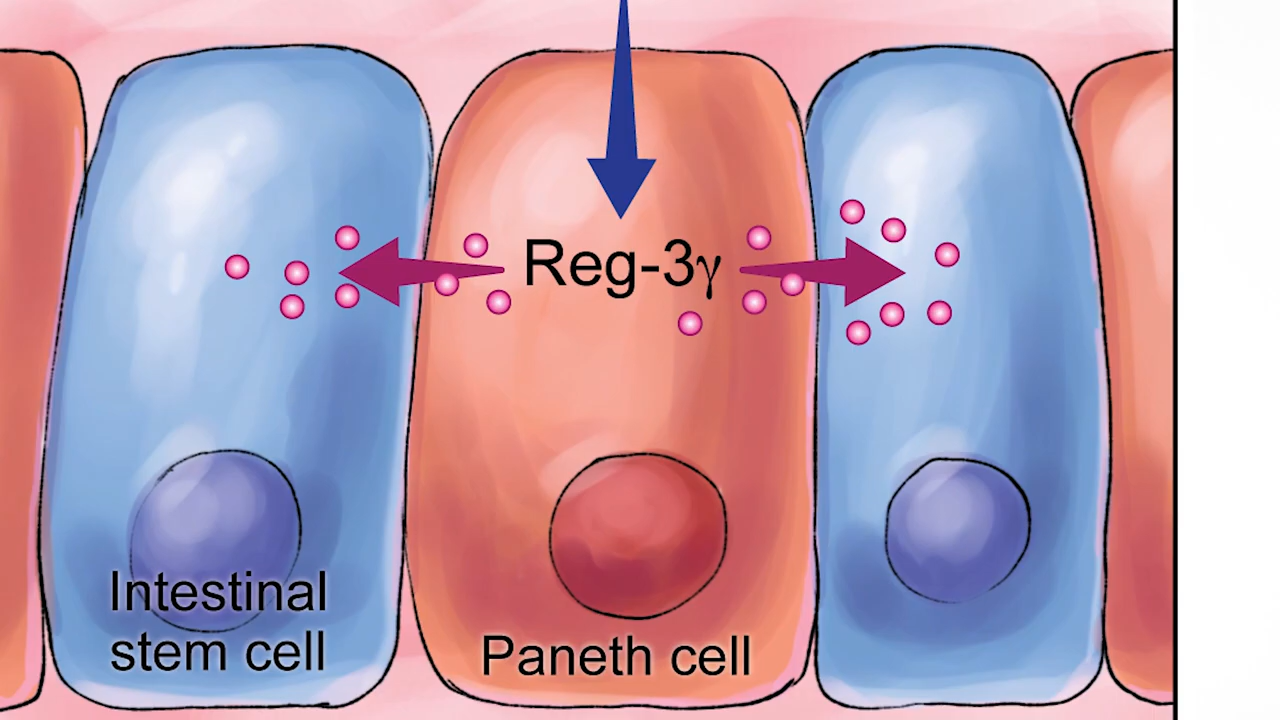 Reg-3γ
Intestinal
stem cell
Paneth cell